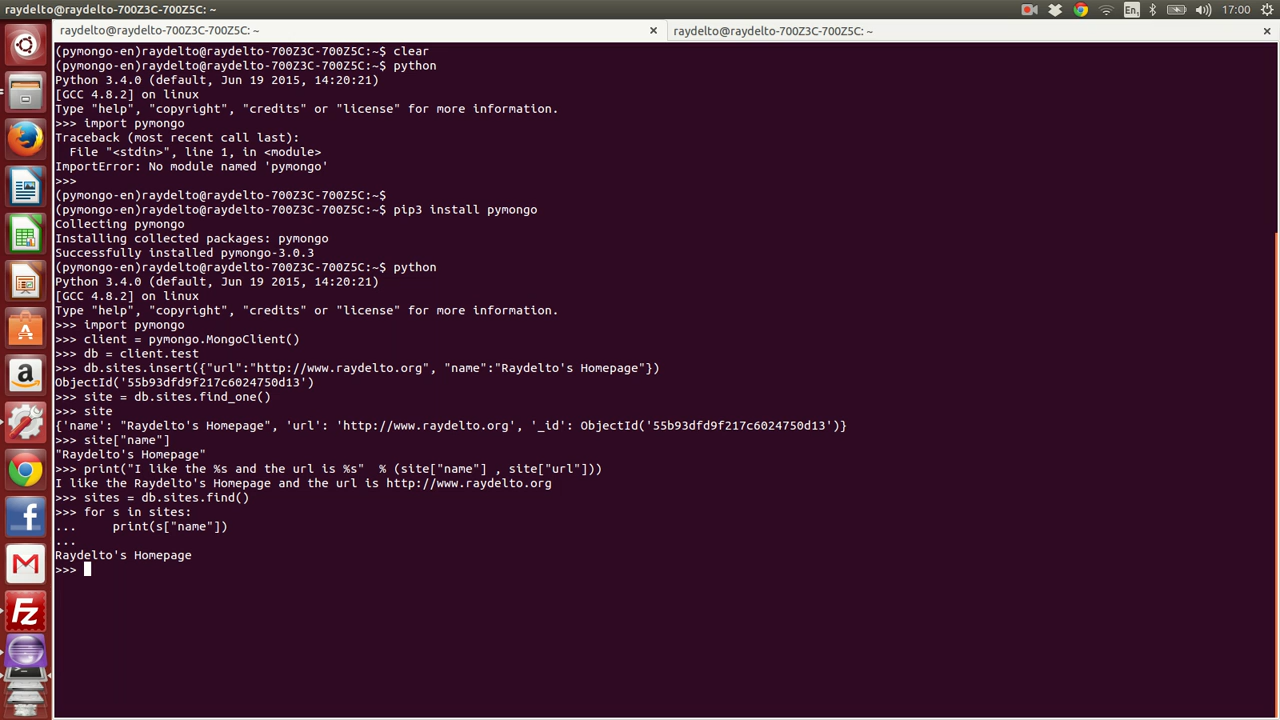 raydelto@raydelto-700Z3C-700Z5C: ~
En1
17:00
raydelto@raydelto-700Z3C-700Z5C: ~
raydelto@raydelto-700Z3C-700Z5C: ~
(pymongo-en)raydelto@raydelto-700Z3C-700Z5C:~$ clear
(pymongo-en)raydelto@raydelto-700Z3C-700Z5C:~$ python
Python 3.4.0 (default, Jun 19 2015, 14:20:21)
[GCC 4.8.2] on linux
Type "help", "copyright", "credits" or "license" for more information.
>>> import pymongo
Traceback (most recent call last):
  File "<stdin>", line 1, in <module>
ImportError: No module named 'pymongo'
>>>
(pymongo-en)raydelto@raydelto-700Z3C-700Z5C:~$
(pymongo-en)raydelto@raydelto-700Z3C-700Z5C:~$ pip3 install pymongo
Collecting pymongo
Installing collected packages: pymongo
Successfully installed pymongo-3.0.3
(pymongo-en)raydelto@raydelto-700Z3C-700Z5C:~$ python
Python 3.4.0 (default, Jun 19 2015, 14:20:21)
[GCC 4.8.2] on linux
Type "help", "copyright", "credits" or "license" for more information.
>>> import pymongo
>>> client = pymongo.MongoClient()
>>> db = client.test
>>> db.sites.insert({"url":"http://www.raydelto.org", "name":"Raydelto's Homepage"})
ObjectId('55b93dfd9f217c6024750d13')
>>> site = db.sites.find_one()
>>> site
{'name': "Raydelto's Homepage", 'url': 'http://www.raydelto.org', '_id': ObjectId('55b93dfd9f217c6024750d13')}
>>> site["name"]
"Raydelto's Homepage"
>>> print("I like the %s and the url is %s"  % (site["name"] , site["url"]))
I like the Raydelto's Homepage and the url is http://www.raydelto.org
>>> sites = db.sites.find()
>>> for s in sites:
...     print(s["name"])
...
Raydelto's Homepage
>>>